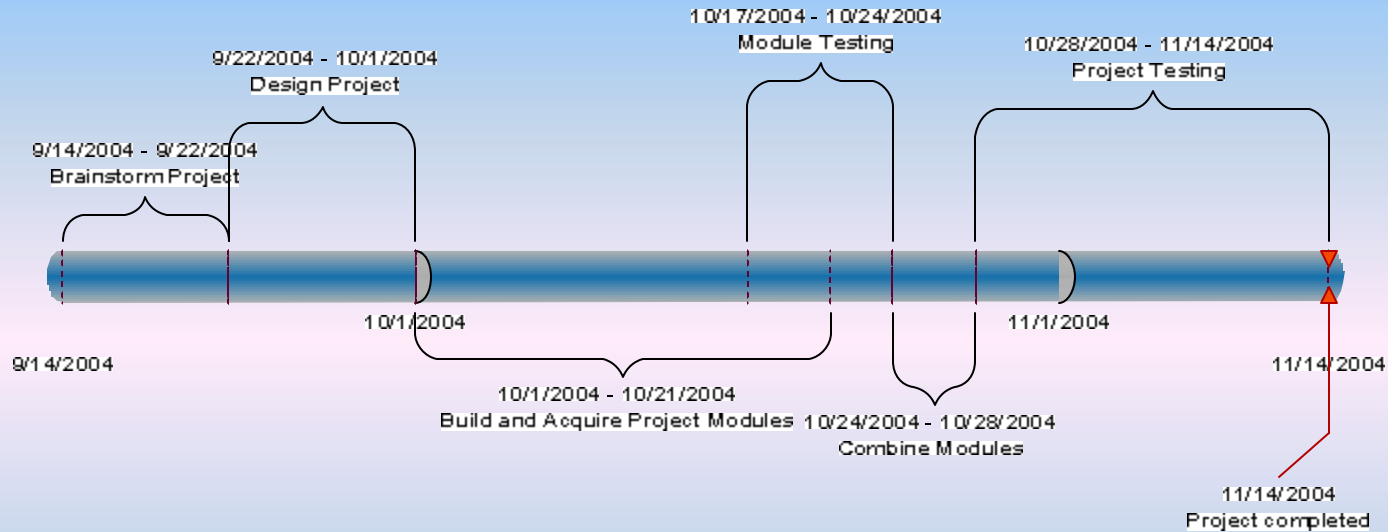 10/17/2004 - 10/24/2004
Module Testing
10/28/2004 - 11/14/2004
Project Testing
9/22/2004 - 10/1/2004
Design Project
9/14/2004 - 9/22/2004
Brainstorm Project
10/1/2004
11/1/2004
9/14/2004
11/14/2004
10/1/2004 - 10/21/2004
Build and Acquire Project Modules
10/24/2004 - 10/28/2004
Combine Modules
11/14/2004
Project completed